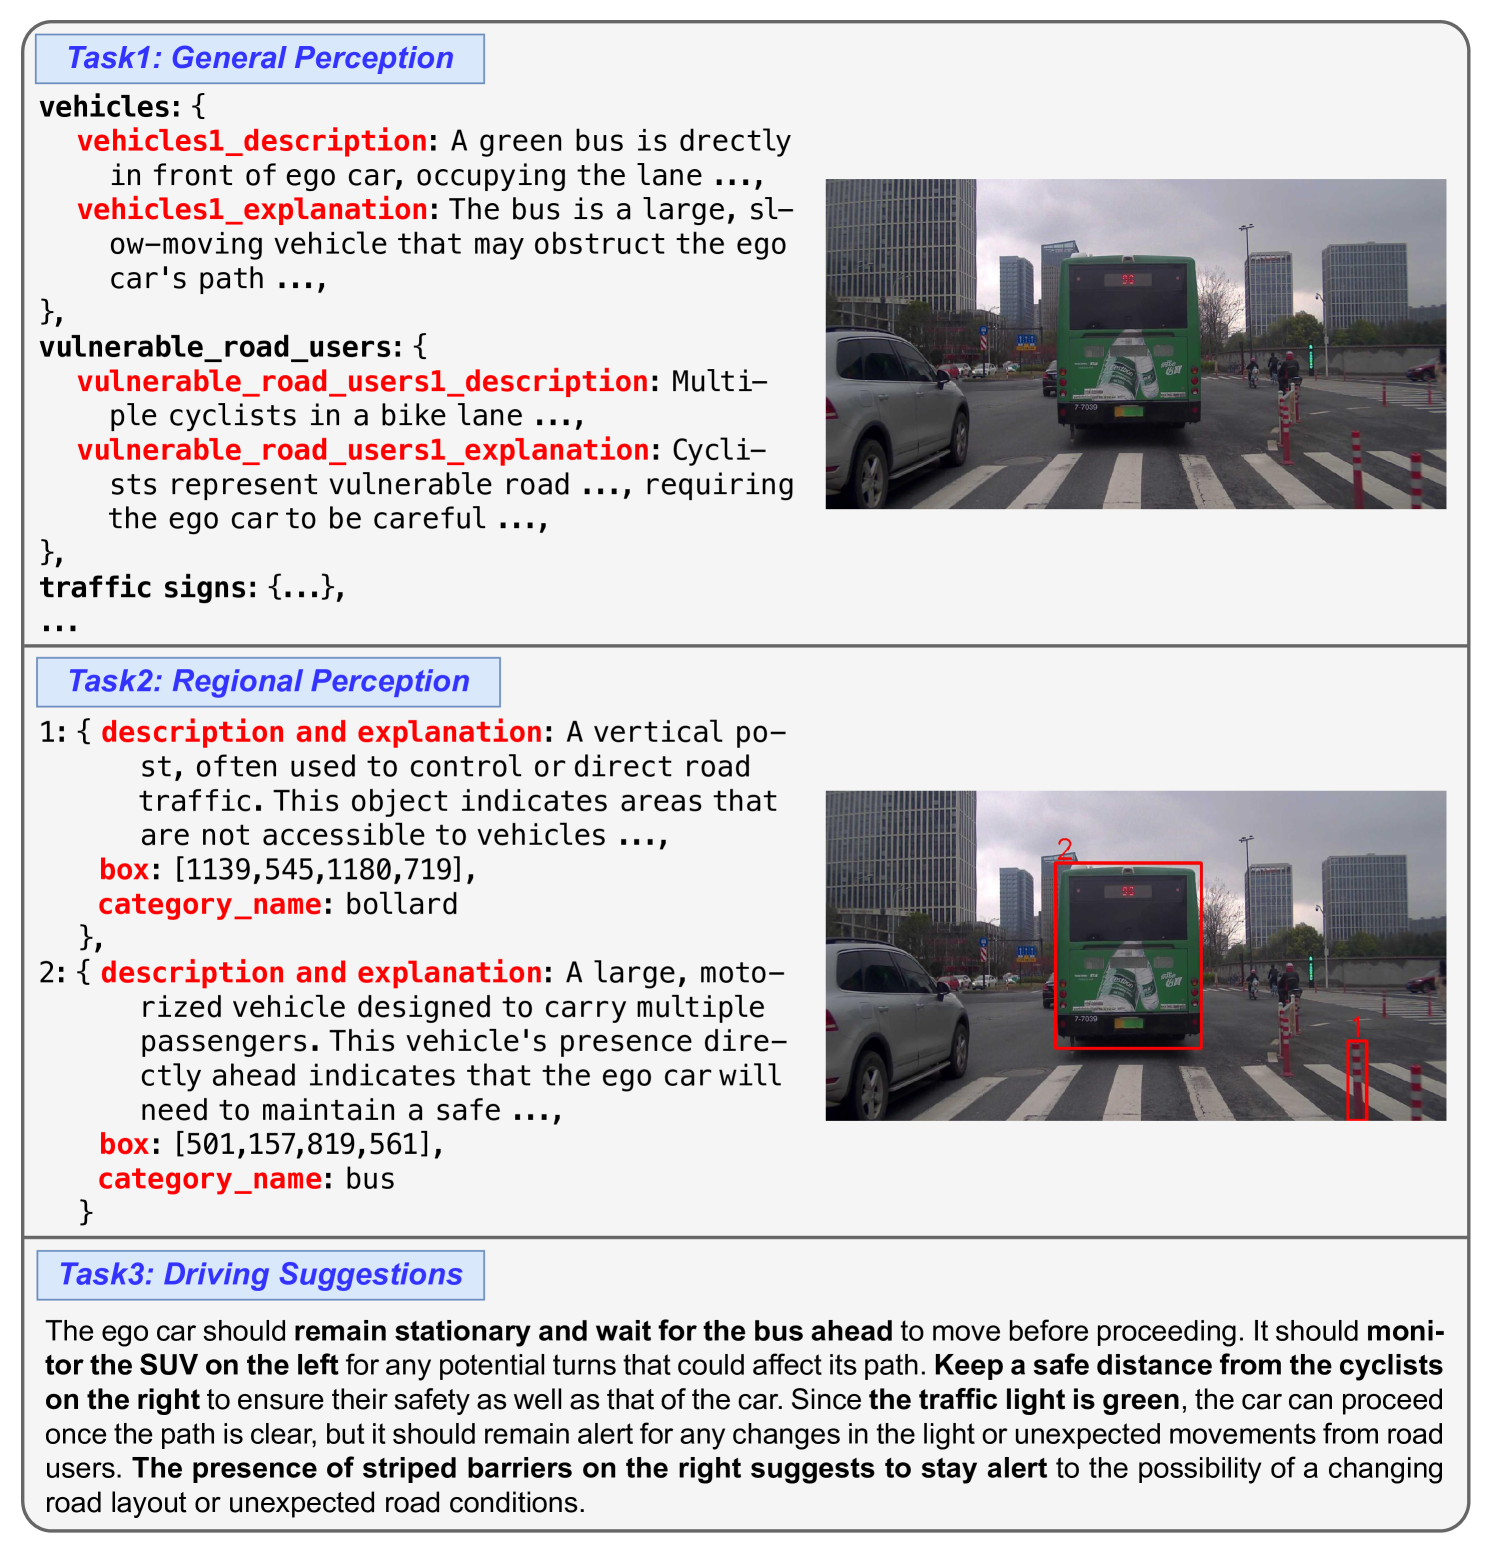 Task1: General Perception
vehicles: {
vehicles1_description: A green bus is drectly
in front of ego car, occupying the lane ...,
vehicles1_explanation: The bus is a large, sl-
ow-moving vehicle that may obstruct the ego
car's path ...,
},
vulnerable_road_users: {
vulnerable_road_users1_description: Multi-
ple cyclists in a bike lane ...,
vulnerable_road_users1_explanation: Cycli-
sts represent vulnerable road ..., requiring
the ego car to be careful ...,
},
traffic signs: {...},
...
7-7039
Task2: Regional Perception
1: { description and explanation: A vertical po-
st, often used to control or direct road
traffic. This object indicates areas that
are not accessible to vehicles ...,
box: [1139,545,1180,719],
category_name: bollard
},
2: { description and explanation: A large, moto-
rized vehicle designed to carry multiple
passengers. This vehicle's presence dire-
ctly ahead indicates that the ego car will
need to maintain a safe ...,
box: [501,157,819,561],
category_name: bus
}
2
7-7039
1
Task3: Driving Suggestions
The ego car should remain stationary and wait for the bus ahead to move before proceeding. It should moni-
tor the SUV on the left for any potential turns that could affect its path. Keep a safe distance from the cyclists
on the right to ensure their safety as well as that of the car. Since the traffic light is green, the car can proceed
once the path is clear, but it should remain alert for any changes in the light or unexpected movements from road
users. The presence of striped barriers on the right suggests to stay alert to the possibility of a changing
road layout or unexpected road conditions.